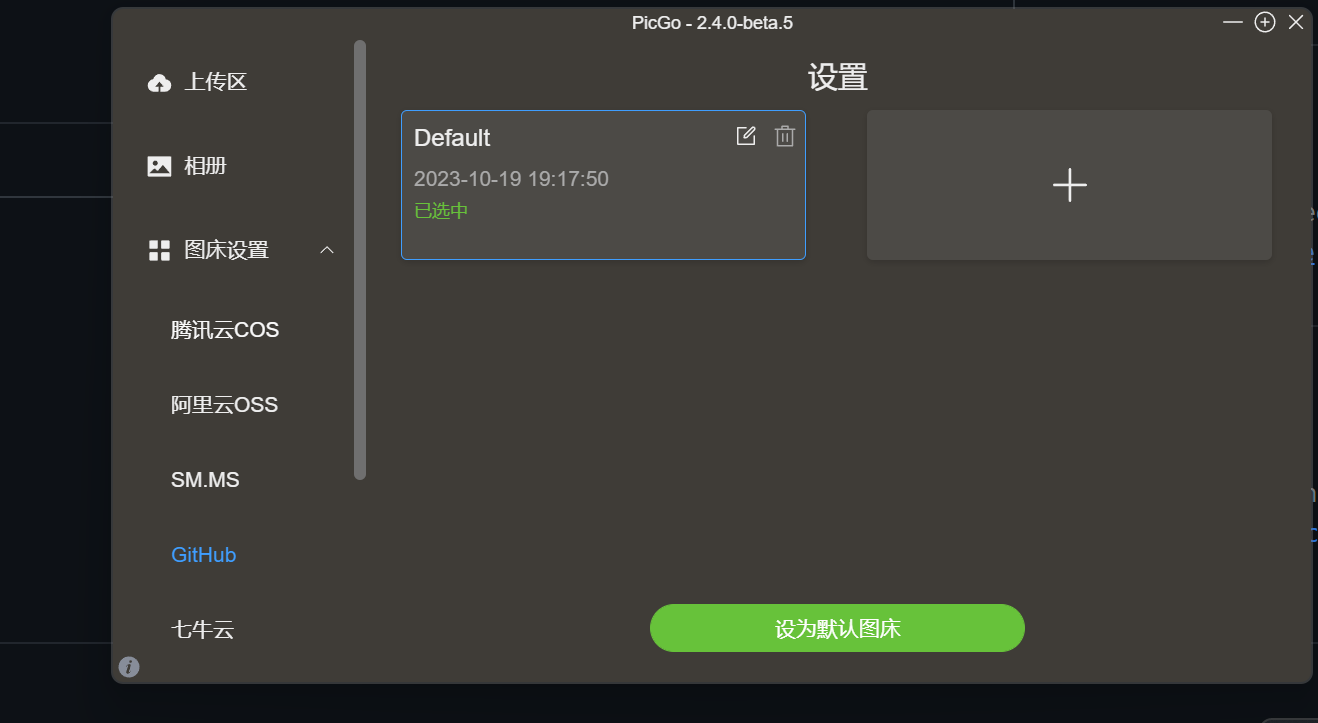 PicGo - 2.4.0-beta.5
上传区
相册
图床设置
腾讯云COS
阿里云OSS
SM.MS
GitHub
七牛云
设置
Default
2023-10-19 19:17:50
已选中
设为默认图床